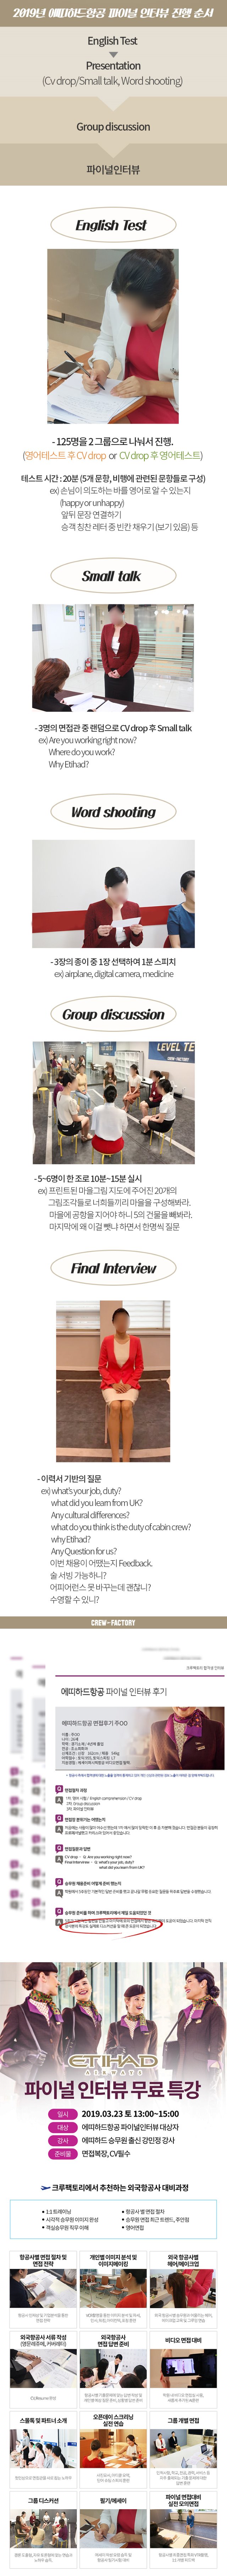 2019년 에띠하드항공 파이널 인터뷰 진행 순서
English Test
Presentation
(Cv drop/Small talk, Word shooting)
Group discussion
파이널인터뷰
English Test
- 125명을 2 그룹으로 나눠서 진행.
(영어테스트 후 CV drop or CV drop 후 영어테스트)
테스트 시간 : 20분 (5개 문항, 비행에 관련된 문항들로 구성)
ex) 손님이 의도하는바를 영어로 알 수 있는지
(happy or unhappy)
앞뒤 문장 연결하기
승객 칭찬 레터 중 빈칸 채우기 (보기 있음) 등
Small talk
- 3명의 면접관 중 랜덤으로 CV drop 후 Small talk
ex) Are you working right now?
Where do you work?
Why Etihad?
Word shooting
- 3장의 종이 중 1장 선택하여 1분 스피치
ex) airplane, digital camera, medicine
Group discussion
- 5~6명이 한 조로 10분~15분 실시
ex) 프린트된 마을그림 지도에 주어진 20개의
그림조각들로 너희들끼리 마을을 구성해봐라.
마을에 공항을 지어야 하니 5의 건물을 빼봐라.
마지막에 왜 이걸 뺏냐 하면서 한명씩 질문
Final Interview
- 이력서 기반의 질문
ex) what's your job, duty?
what did you learn from UK?
Any cultural differences?
what do you think is the duty of cabin crew?
why Etihad?
Any Question for us?
이번 채용이 어땠는지 Feedback.
술 서빙 가능하니?
어피어런스 못 바꾸는데 괜찮니?
수영할 수 있니?
CREW-FACTORY
에띠하드항공 파이널 인터뷰 후기
에띠하드항공 면접후기 주OO
ETIHAD
AIRWAYS
파이널 인터뷰 무료 특강
일시 2019.03.23 토 13:00~15:00
대상 에띠하드항공 파이널인터뷰 대상자
강사 에띠하드 승무원 출신 강민정 강사
준비물 면접복장, CV필수
크루팩토리에서 추천하는 외국항공사 대비과정
• 1:1 트레이닝
• 시각적 승무원 이미지 완성
• 객실승무원 직무 이해
• 항공사 별 면접 절차
• 승무원 면접 최근 트렌드, 주안점
• 영어면접
항공사별 면접 절차 및
면접 전략
개인별 이미지 분석 및
이미지메이킹
외국 항공사별
헤어/메이크업
외국항공사 서류 작성
(영문레쥬메, 커버레터)
외국항공사
면접 답변 준비
비디오 면접 대비
스몰톡 및 파트너 소개
오픈데이 스크리닝
실전 연습
그룹 개별 면접
그룹 디스커션
필기/에세이
파이널 면접대비
실전 모의면접